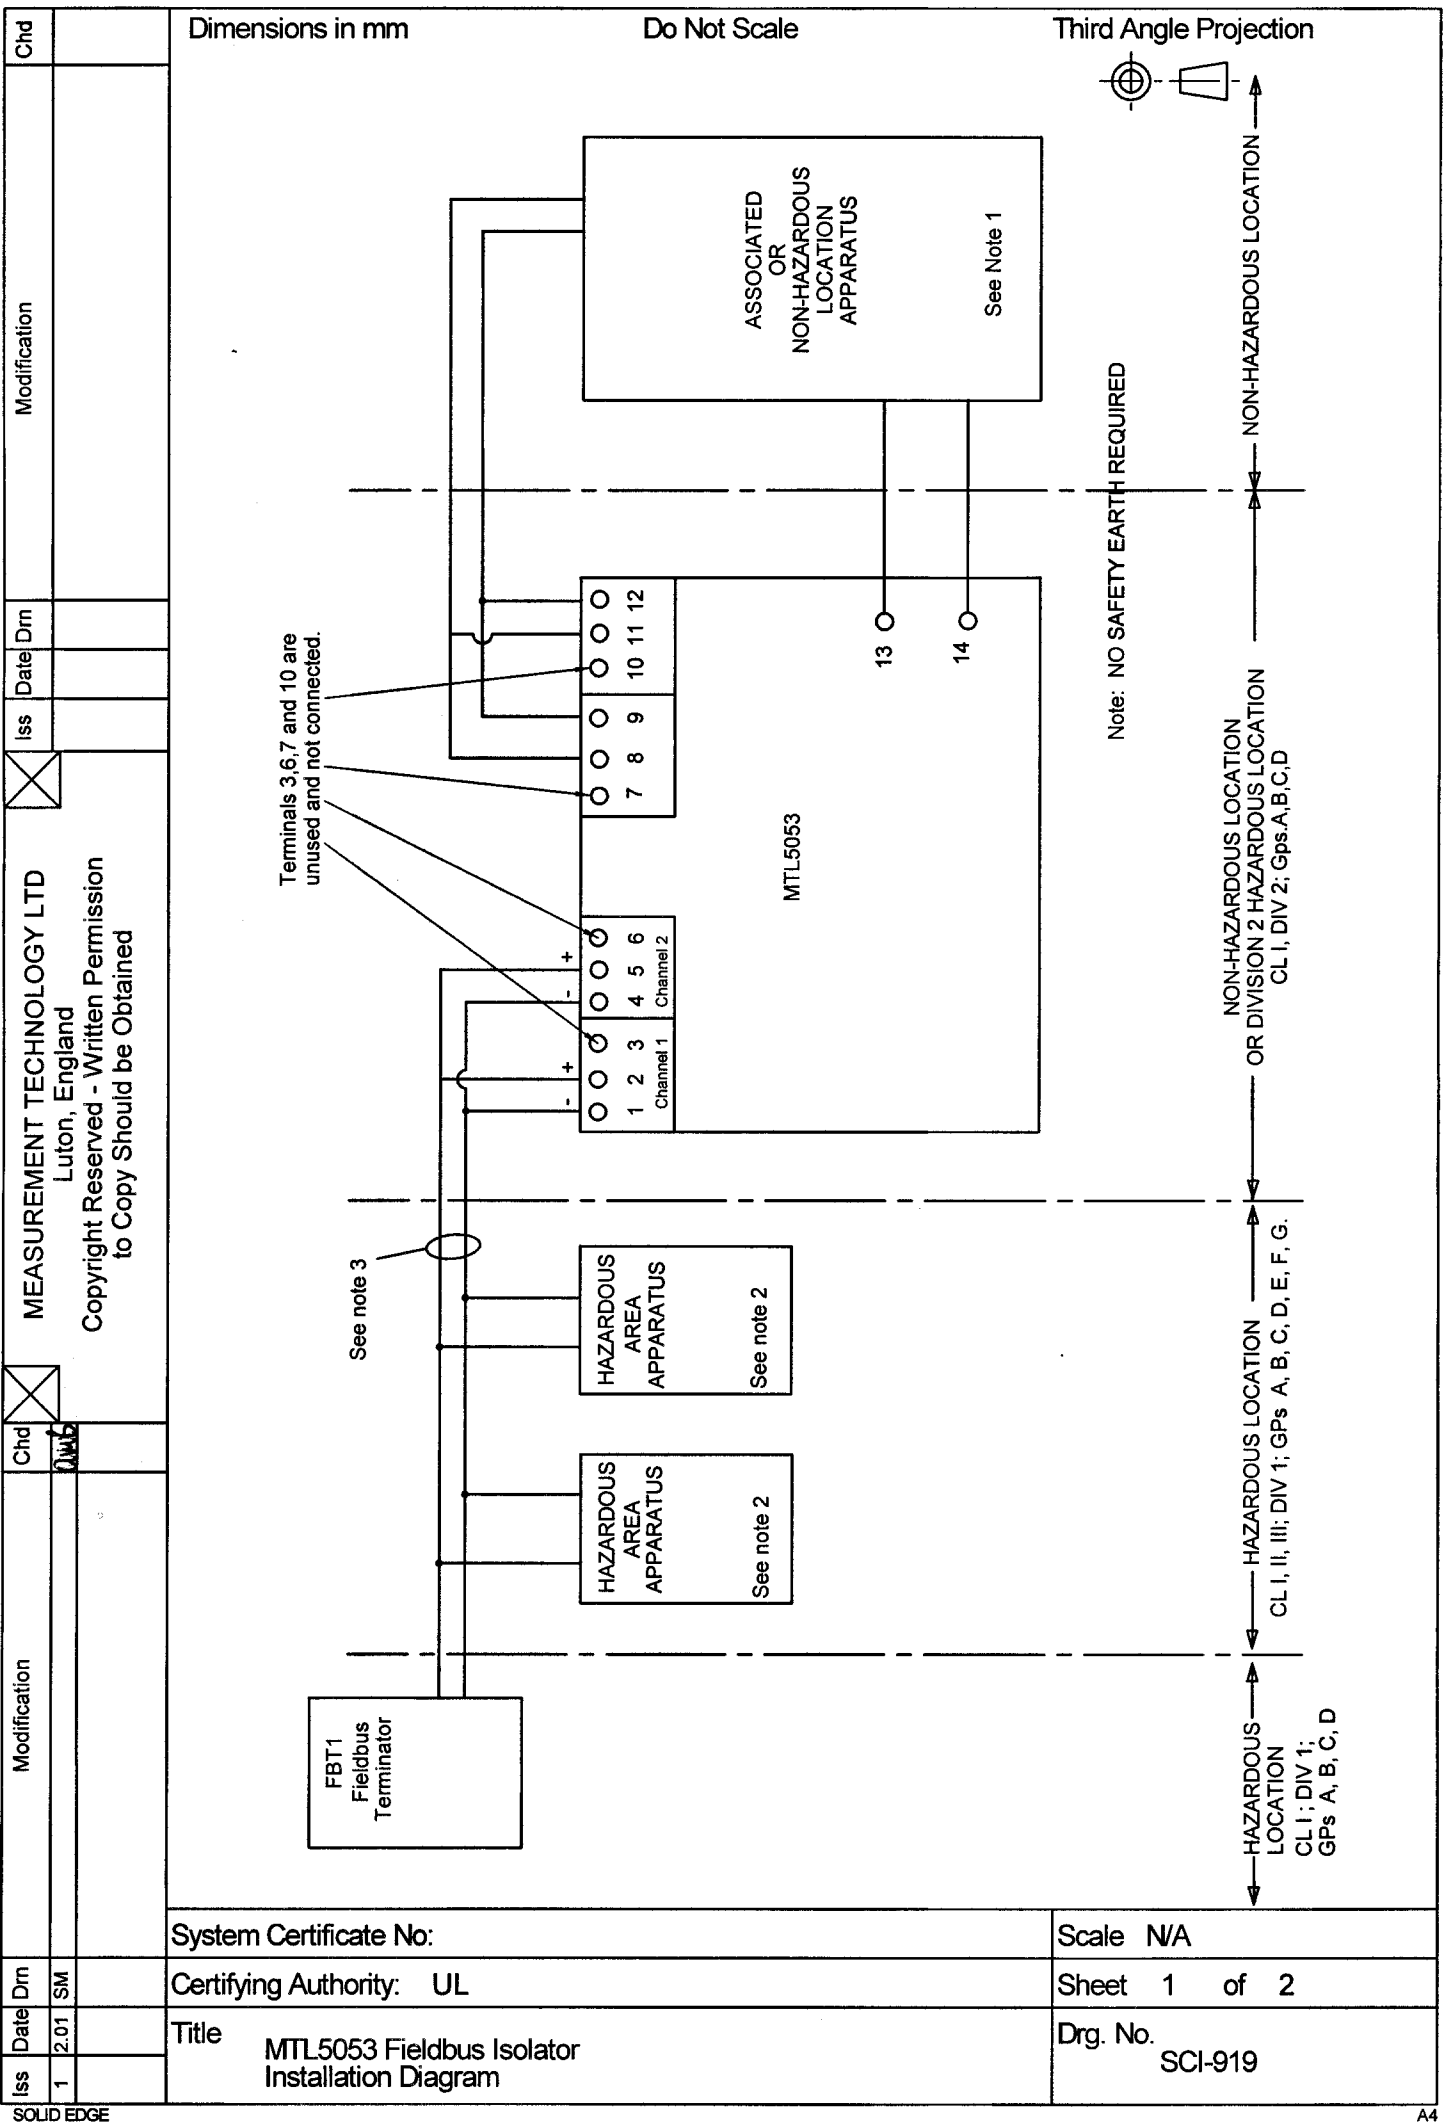 Dimensions in mm
Do Not Scale
Third Angle Projection
Chd
Modification
Drn
Date
Iss
MEASUREMENT TECHNOLOGY LTD
Luton, England
Copyright Reserved - Written Permission
to Copy Should be Obtained
Chd
Modification
Drn
SM
Date
2.01
Iss
1
ASSOCIATED
OR
NON-HAZARDOUS
LOCATION
APPARATUS
See Note 1
Terminals 3,6,7 and 10 are
unused and not connected.
12
11
10
9
8
7
13
14
MTL5053
+
-
6
5
4
Channel 2
+
-
3
2
1
Channel 1
Note: NO SAFETY EARTH REQUIRED
See note 3
HAZARDOUS
AREA
APPARATUS
See note 2
HAZARDOUS
AREA
APPARATUS
See note 2
FBT1
Fieldbus
Terminator
NON-HAZARDOUS LOCATION
NON-HAZARDOUS LOCATION
OR DIVISION 2 HAZARDOUS LOCATION
CL I, DIV 2; Gps.A,B,C,D
HAZARDOUS LOCATION
CL I, II, III; DIV 1; GPs A, B, C, D, E, F, G.
HAZARDOUS
LOCATION
CL I ; DIV 1;
GPs A, B, C, D
System Certificate No:
Scale N/A
Certifying Authority: UL
Sheet 1 of 2
Title
MTL5053 Fieldbus Isolator
Installation Diagram
Drg. No.
SCI-919
SOLID EDGE
A4